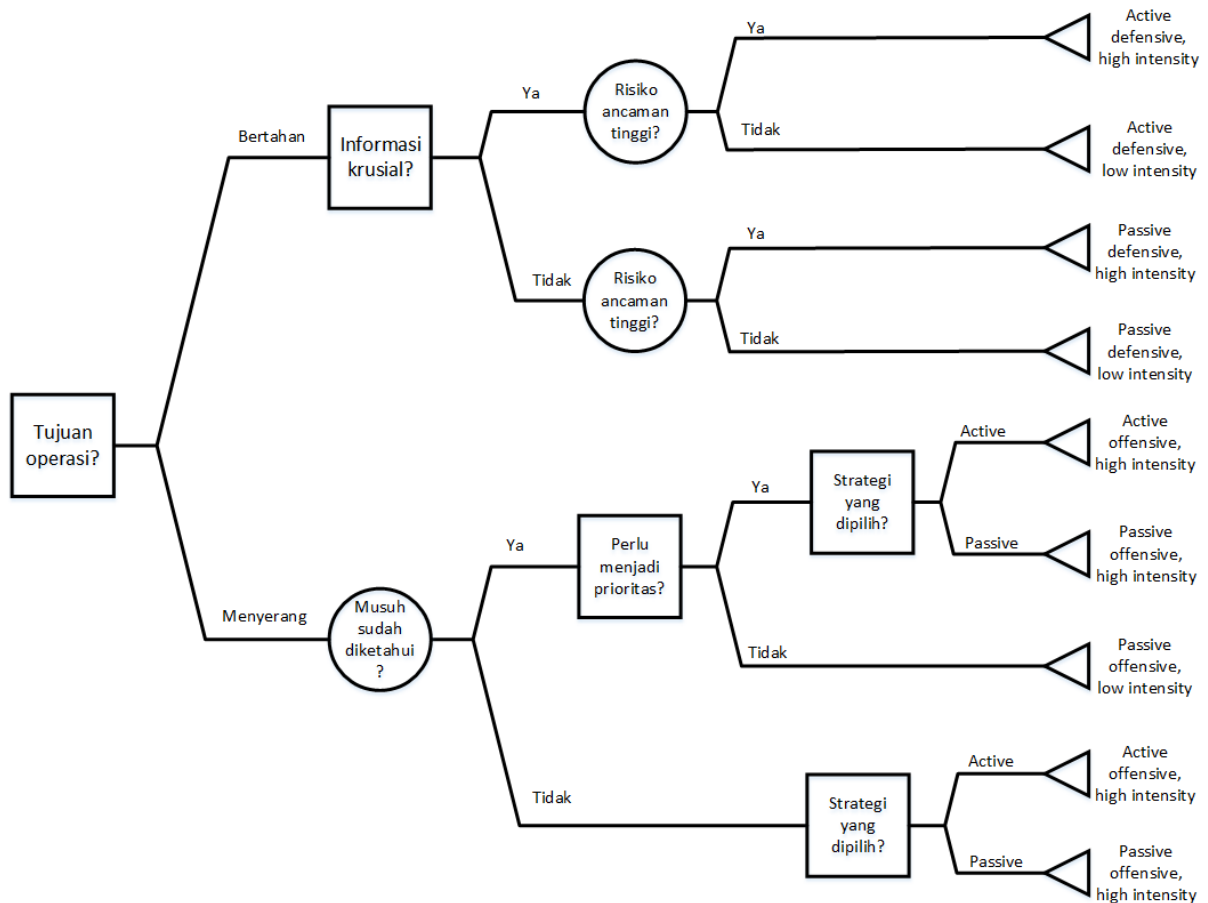 Tujuan
operasi?
Bertahan
Informasi
krusial?
Ya
Risiko
ancaman
tinggi?
Ya
Active
defensive,
high intensity
Tidak
Active
defensive,
low intensity
Tidak
Risiko
ancaman
tinggi?
Ya
Passive
defensive,
high intensity
Tidak
Passive
defensive,
low intensity
Menyerang
Musuh
sudah
diketahui
?
Ya
Perlu
menjadi
prioritas?
Ya
Strategi
yang
dipilih?
Active
Active
offensive,
high intensity
Passive
Passive
offensive,
high intensity
Tidak
Passive
offensive,
low intensity
Tidak
Strategi
yang
dipilih?
Active
Active
offensive,
high intensity
Passive
Passive
offensive,
high intensity